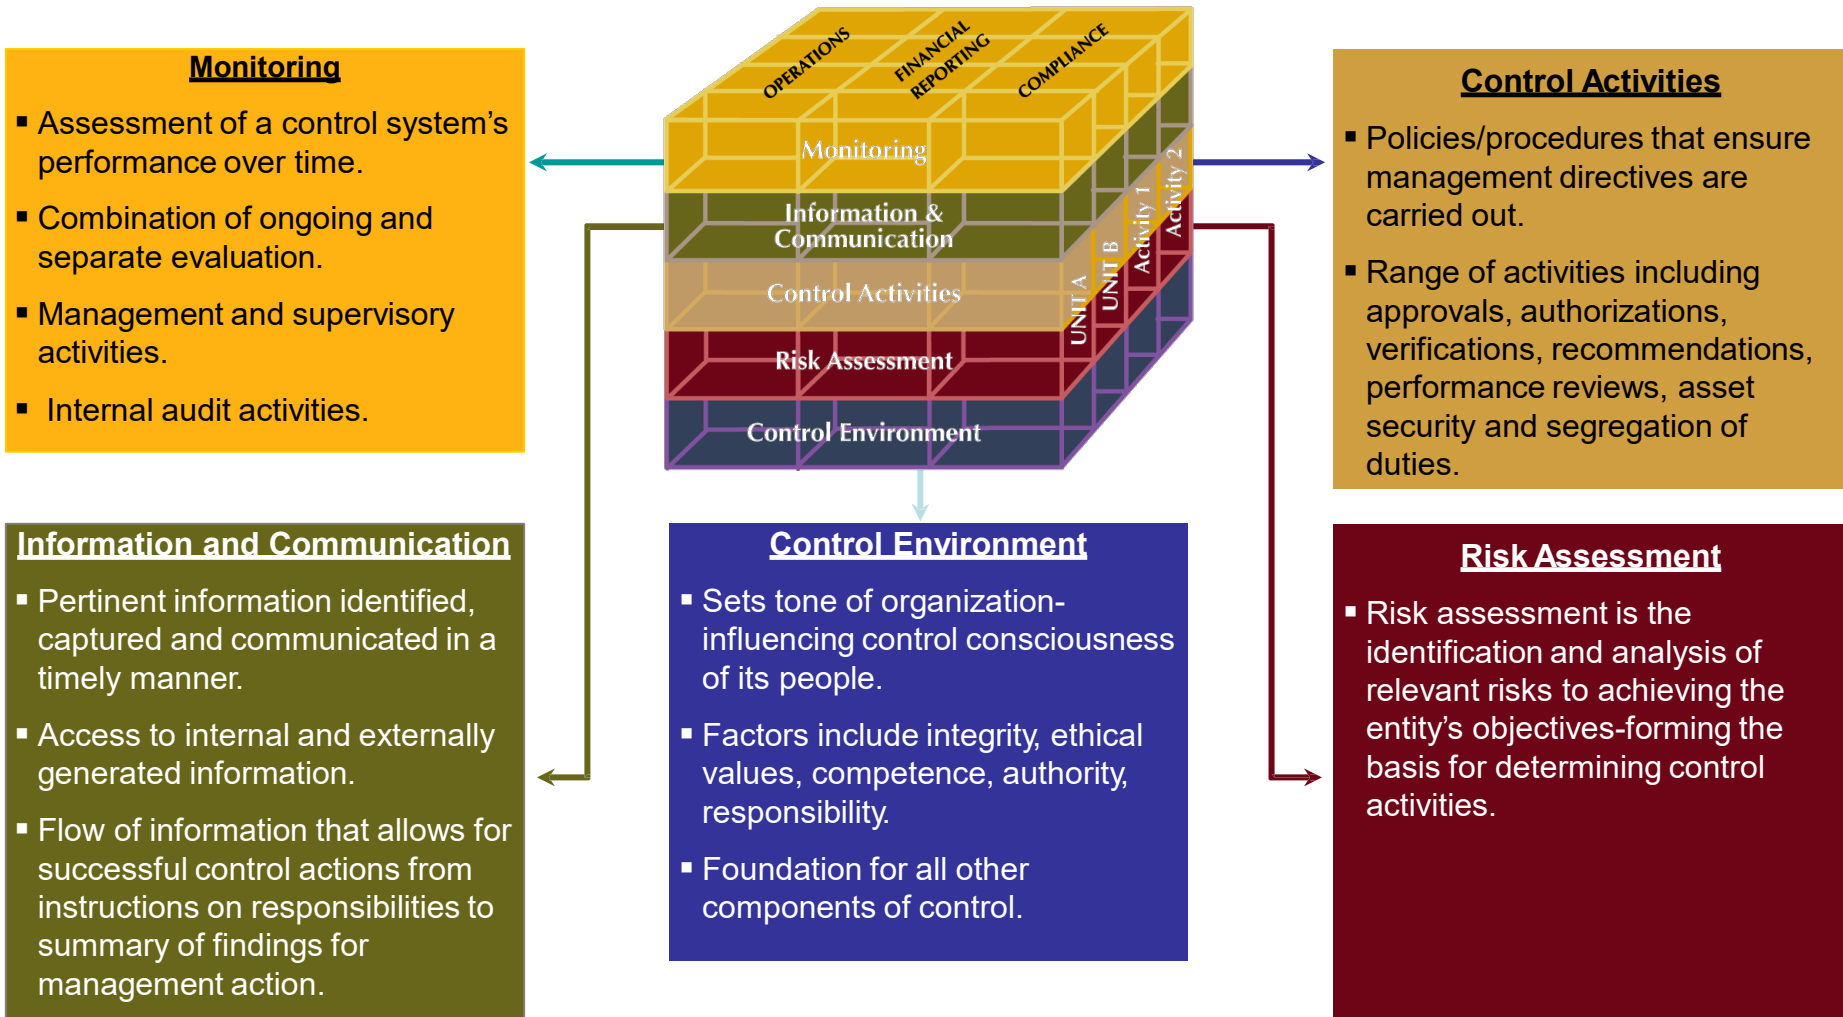 Monitoring
▪ Assessment of a control system’s
performance over time.
▪ Combination of ongoing and
separate evaluation.
▪ Management and supervisory
activities.
▪ Internal audit activities.
OPERATIONS
FINANCIAL
REPORTING
COMPLIANCE
Monitoring
Information &
Communication
Control Activities
Risk Assessment
Control Environment
UNIT A
UNIT B
Activity 1
Activity 2
Control Activities
▪ Policies/procedures that ensure
management directives are
carried out.
▪ Range of activities including
approvals, authorizations,
verifications, recommendations,
performance reviews, asset
security and segregation of
duties.
Information and Communication
▪ Pertinent information identified,
captured and communicated in a
timely manner.
▪ Access to internal and externally
generated information.
▪ Flow of information that allows for
successful control actions from
instructions on responsibilities to
summary of findings for
management action.
Control Environment
▪ Sets tone of organization-
influencing control consciousness
of its people.
▪ Factors include integrity, ethical
values, competence, authority,
responsibility.
▪ Foundation for all other
components of control.
Risk Assessment
▪ Risk assessment is the
identification and analysis of
relevant risks to achieving the
entity’s objectives-forming the
basis for determining control
activities.